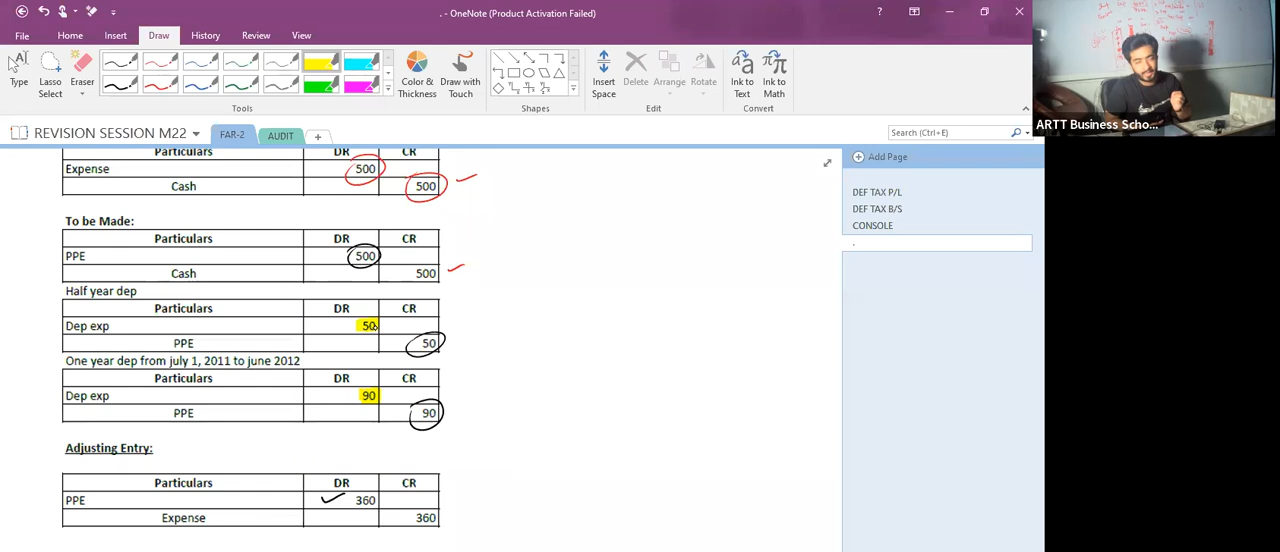 . - OneNote (Product Activation Failed)
?
File Home Insert Draw History Review View
Type
Lasso Select
Eraser
Color & Thickness
Draw with Touch
Insert Space
Delete
Arrange
Rotate
Ink to Text
Ink to Math
Tools
Shapes
Edit
Convert
ARTT Business Scho...
REVISION SESSION M22
FAR-2
AUDIT
Search (Ctrl+E)
Add Page
DEF TAX P/L
DEF TAX B/S
CONSOLE
.
Particulars DR CR
Expense 500
Cash 500
To be Made:
Particulars DR CR
PPE 500
Cash 500
Half year dep
Particulars DR CR
Dep exp 50
PPE 50
One year dep from july 1, 2011 to june 2012
Particulars DR CR
Dep exp 90
PPE 90
Adjusting Entry:
Particulars DR CR
PPE 360
Expense 360